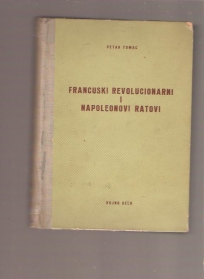 PETAR TOMAC
FRANCUSKI REVOLUCIONARNI
I
NAPOLEONOVI RATOVI
VOJNO DELO